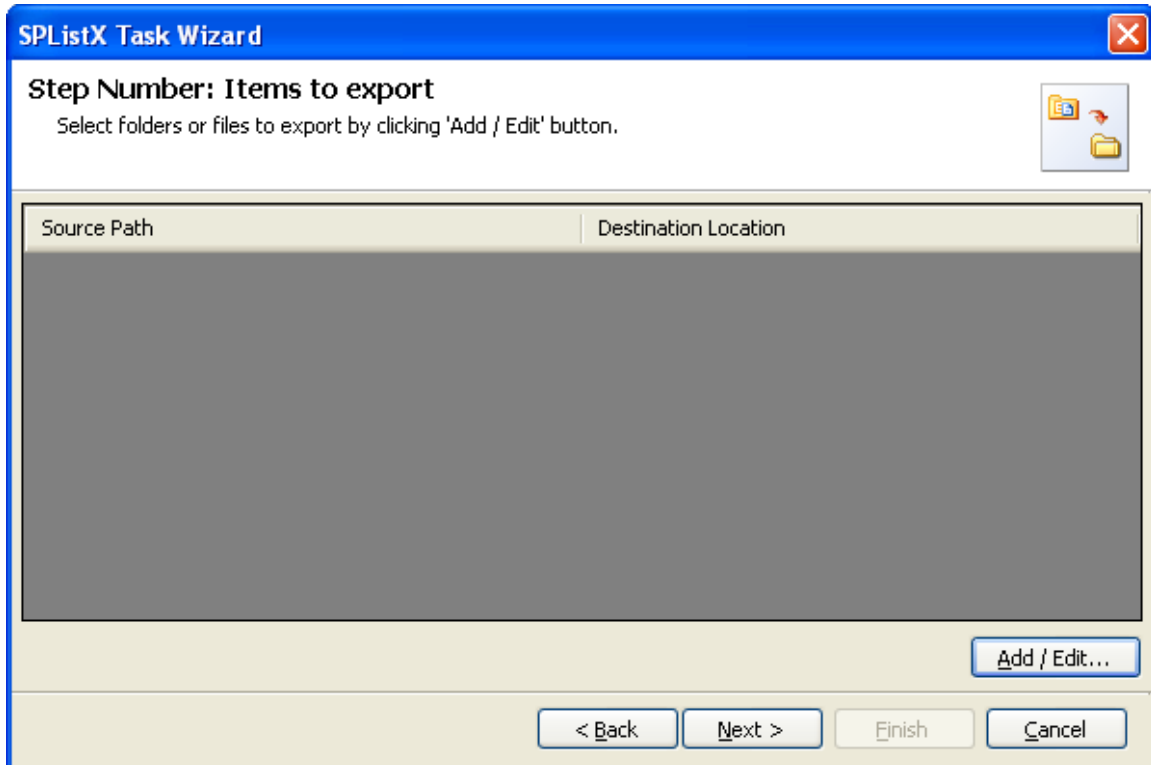 SPListX Task Wizard
Step Number: Items to export
Select folders or files to export by clicking 'Add / Edit' button.
Source Path Destination Location
Add / Edit...
< Back Next > Finish Cancel